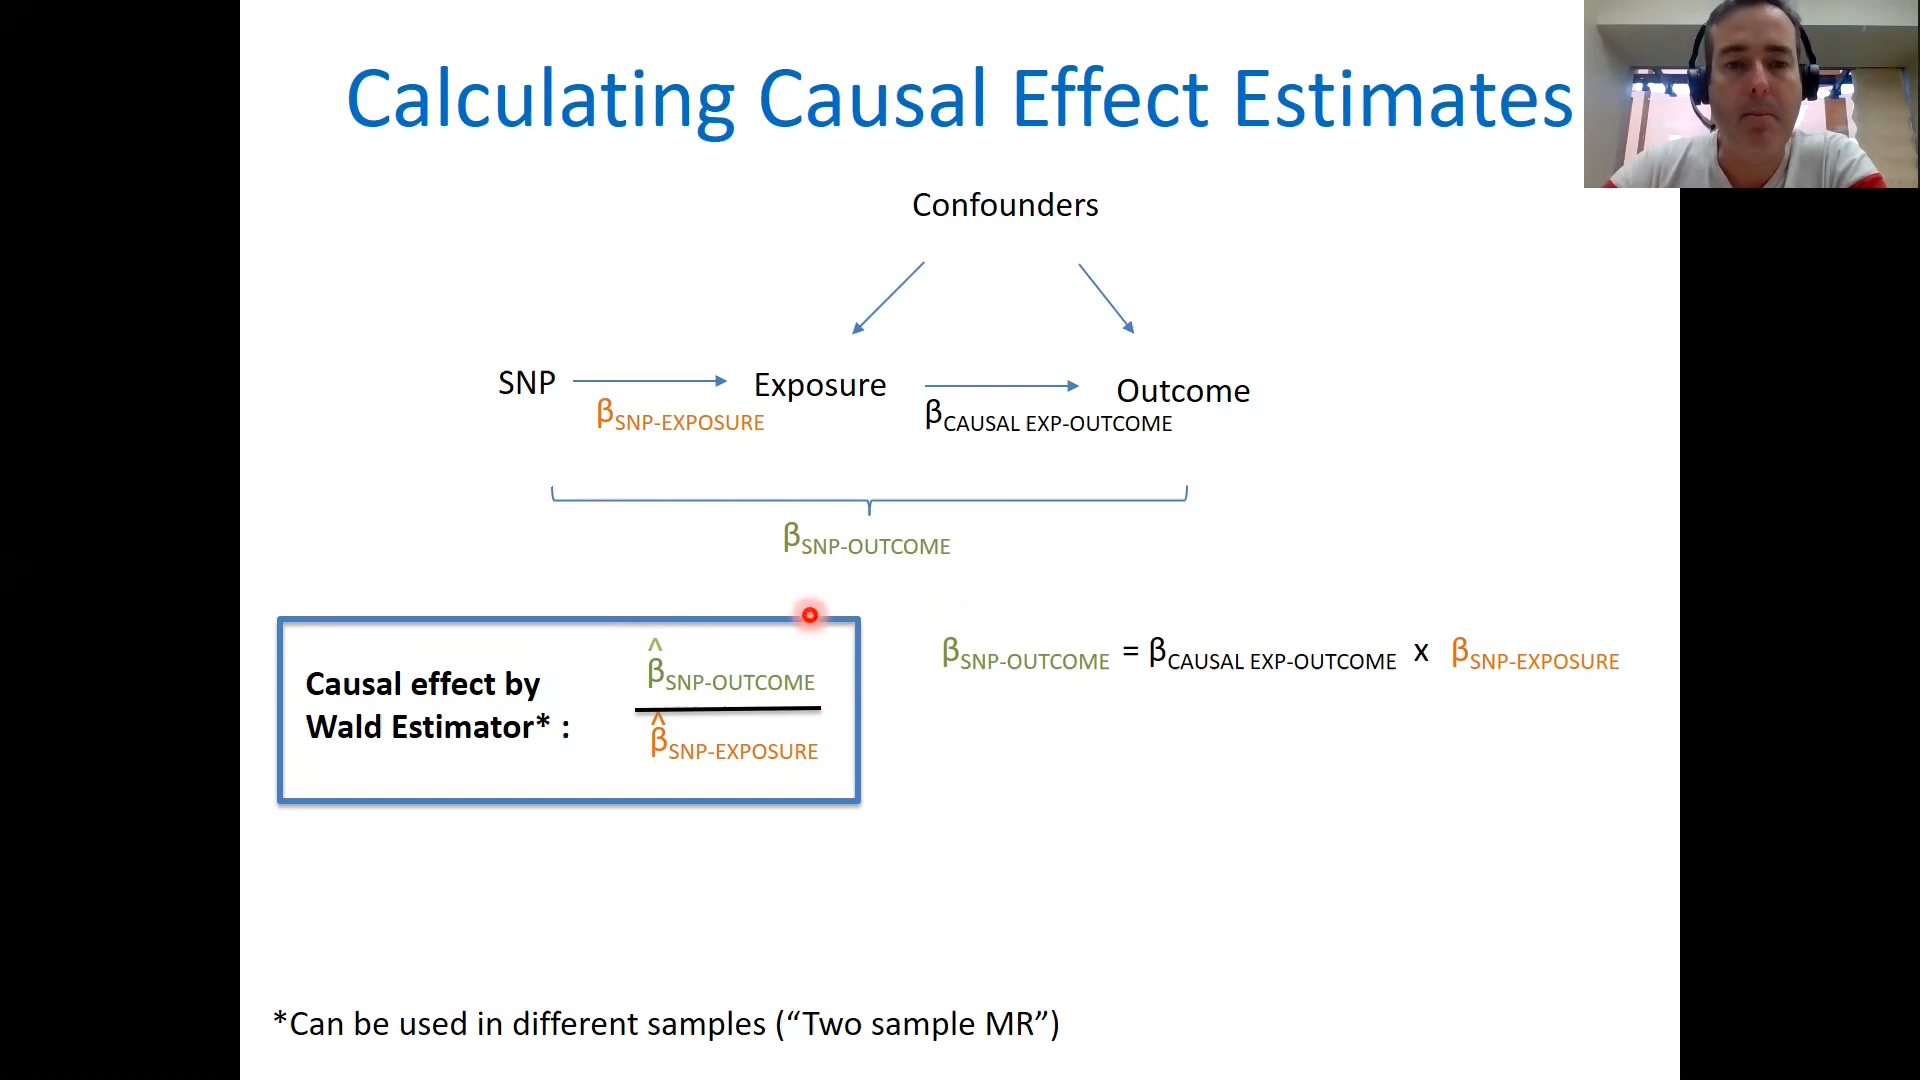 Calculating Causal Effect Estimates
Confounders
SNP
Exposure
Outcome
βSNP-EXPOSURE
βCAUSAL EXP-OUTCOME
βSNP-OUTCOME
Causal effect by
Wald Estimator* :
^
βSNP-OUTCOME
^
βSNP-EXPOSURE
βSNP-OUTCOME = βCAUSAL EXP-OUTCOME x βSNP-EXPOSURE
*Can be used in different samples (“Two sample MR”)